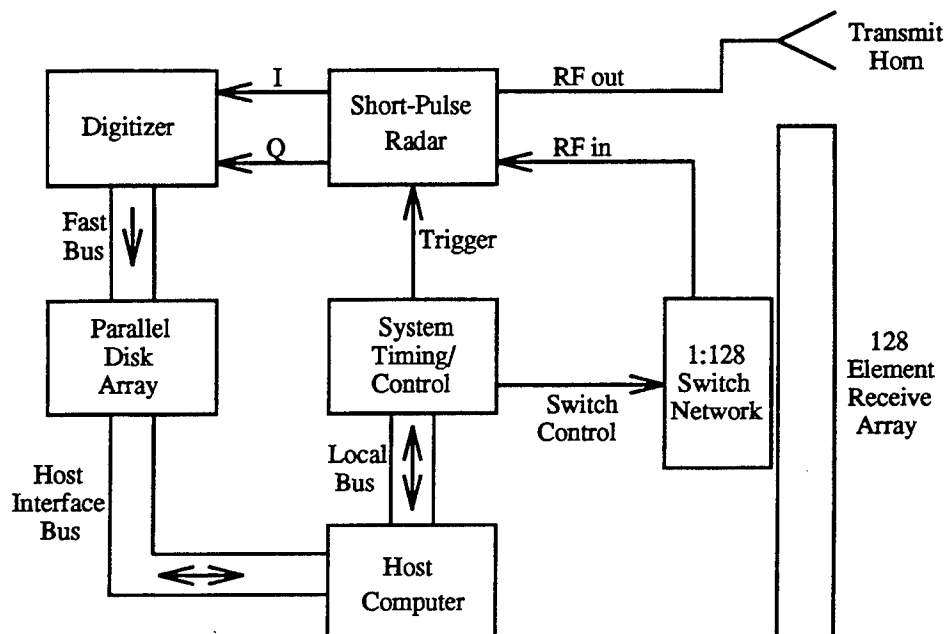 Transmit
Horn
I
RF out
Short-Pulse
Radar
Digitizer
Q
RF in
Fast
Bus
Trigger
Parallel
Disk
Array
System
Timing/
Control
1:128
Switch
Network
128
Element
Receive
Array
Switch
Control
Host
Interface
Bus
Local
Bus
Host
Computer